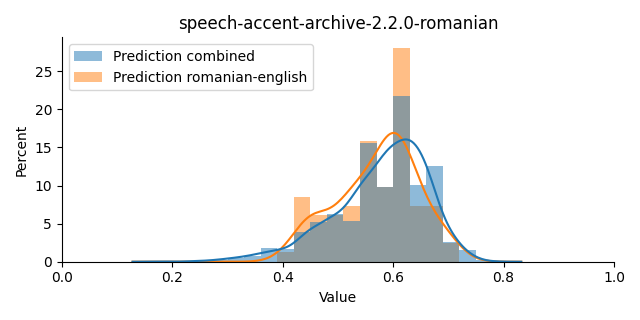 speech-accent-archive-2.2.0-romanian
Prediction combined
Prediction romanian-english
Percent
25
20
15
10
5
0
0.0 0.2 0.4 0.6 0.8 1.0
Value